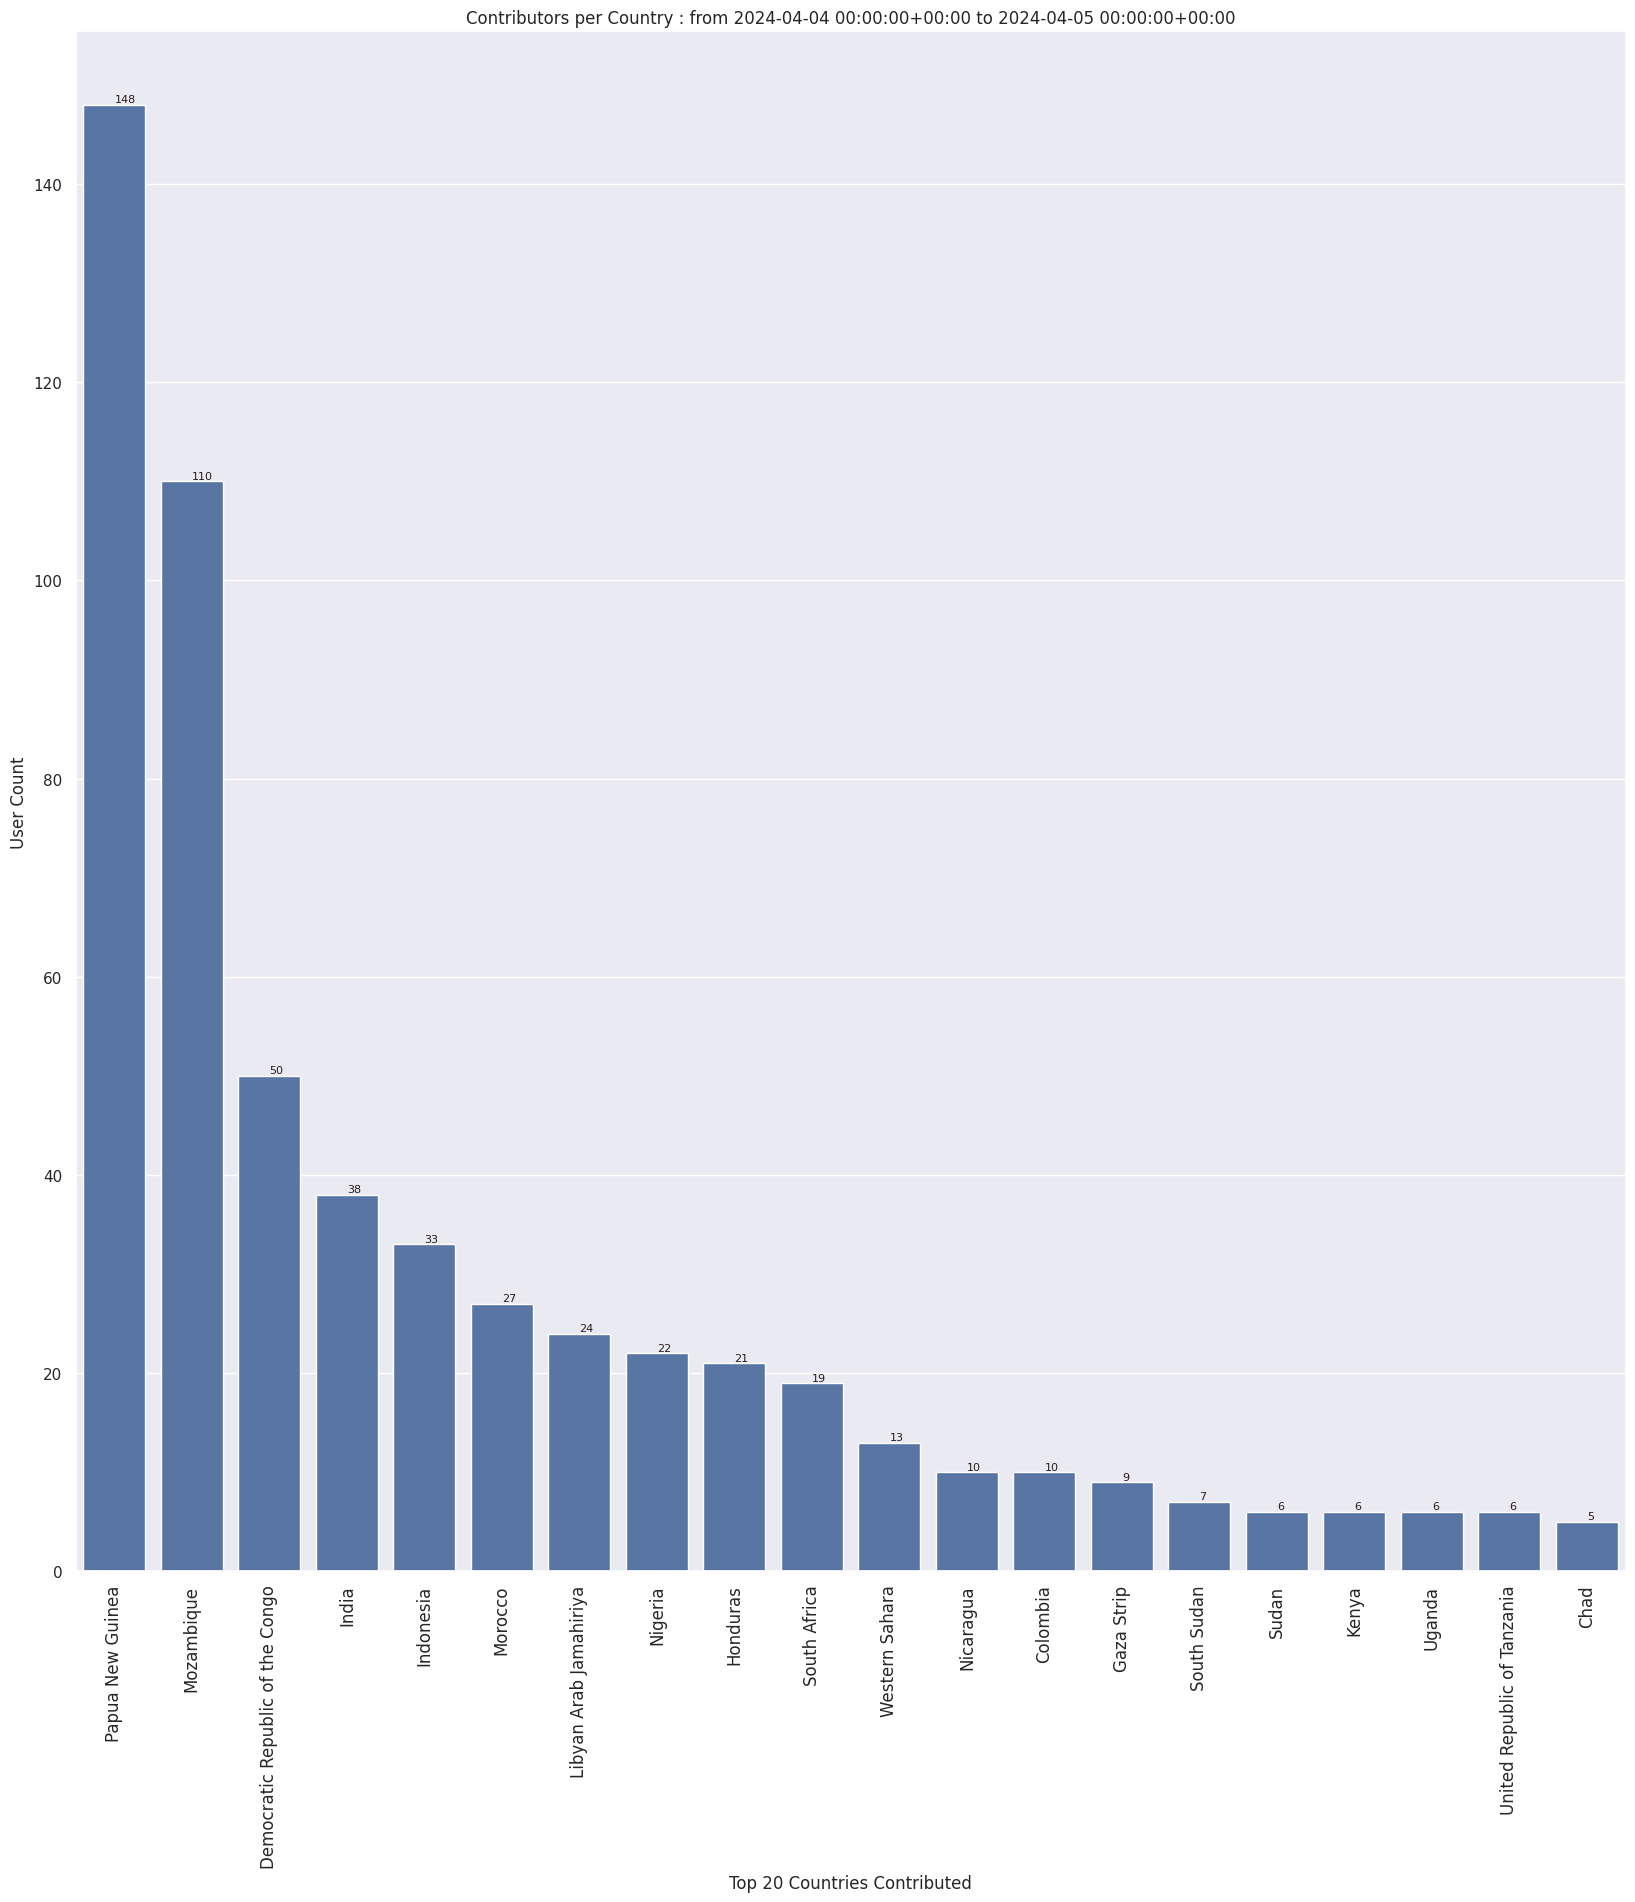 Contributors per Country : from 2024-04-04 00:00:00+00:00 to 2024-04-05 00:00:00+00:00
User Count
140
120
100
80
60
40
20
0
148
110
50
38
33
27
24
22
21
19
13
10
10
9
7
6
6
6
6
5
Papua New Guinea
Mozambique
Democratic Republic of the Congo
India
Indonesia
Morocco
Libyan Arab Jamahiriya
Nigeria
Honduras
South Africa
Western Sahara
Nicaragua
Colombia
Gaza Strip
South Sudan
Sudan
Kenya
Uganda
United Republic of Tanzania
Chad
Top 20 Countries Contributed